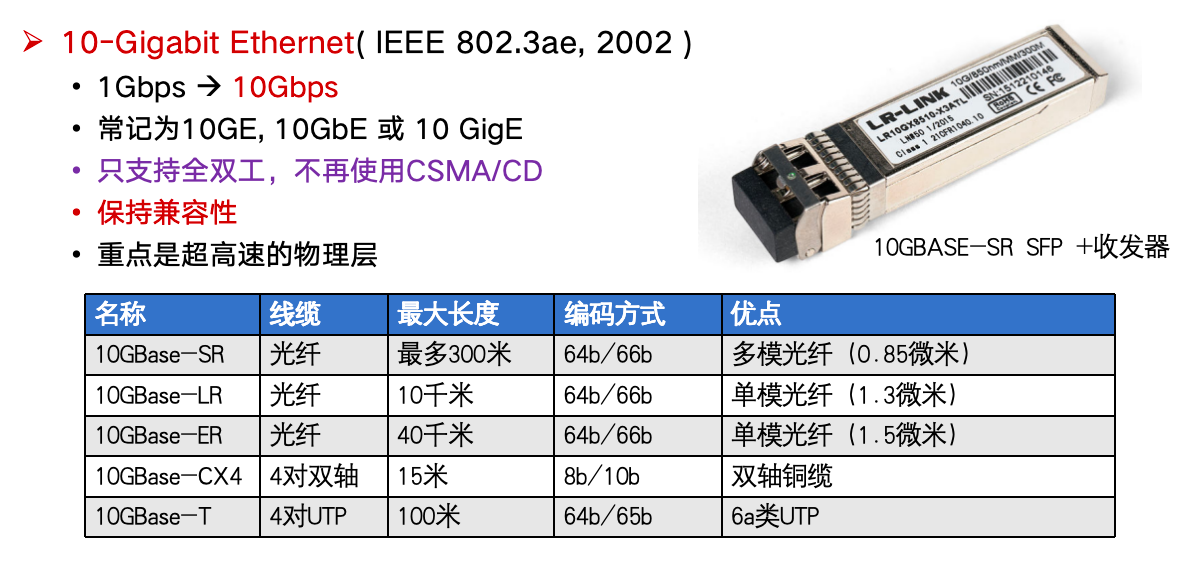 ➢ 10-Gigabit Ethernet( IEEE 802.3ae, 2002 )
• 1Gbps → 10Gbps
• 常记为10GE, 10GbE 或 10 GigE
• 只支持全双工，不再使用CSMA/CD
• 保持兼容性
• 重点是超高速的物理层
LR-LINK 10G/850nm/MM/300M
LR10GX8510-X3ATL
SN:1512210146
LN#50 1/2015 RoHS CE FC
Class 1 21CFR1040.10
10GBASE-SR SFP +收发器
名称 线缆 最大长度 编码方式 优点
10GBase-SR 光纤 最多300米 64b/66b 多模光纤 (0.85微米)
10GBase-LR 光纤 10千米 64b/66b 单模光纤 (1.3微米)
10GBase-ER 光纤 40千米 64b/66b 单模光纤 (1.5微米)
10GBase-CX4 4对双轴 15米 8b/10b 双轴铜缆
10GBase-T 4对UTP 100米 64b/65b 6a类UTP